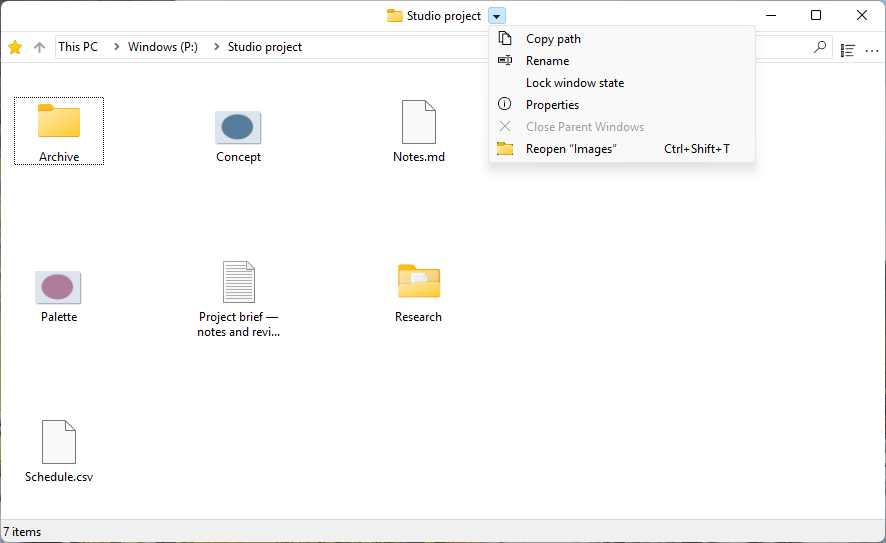 Studio project
This PC > Windows (P:) > Studio project
Copy path
Rename
Lock window state
Properties
Close Parent Windows
Reopen “Images” Ctrl+Shift+T
Archive
Concept
Notes.md
Palette
Project brief —
notes and revi...
Research
Schedule.csv
7 items